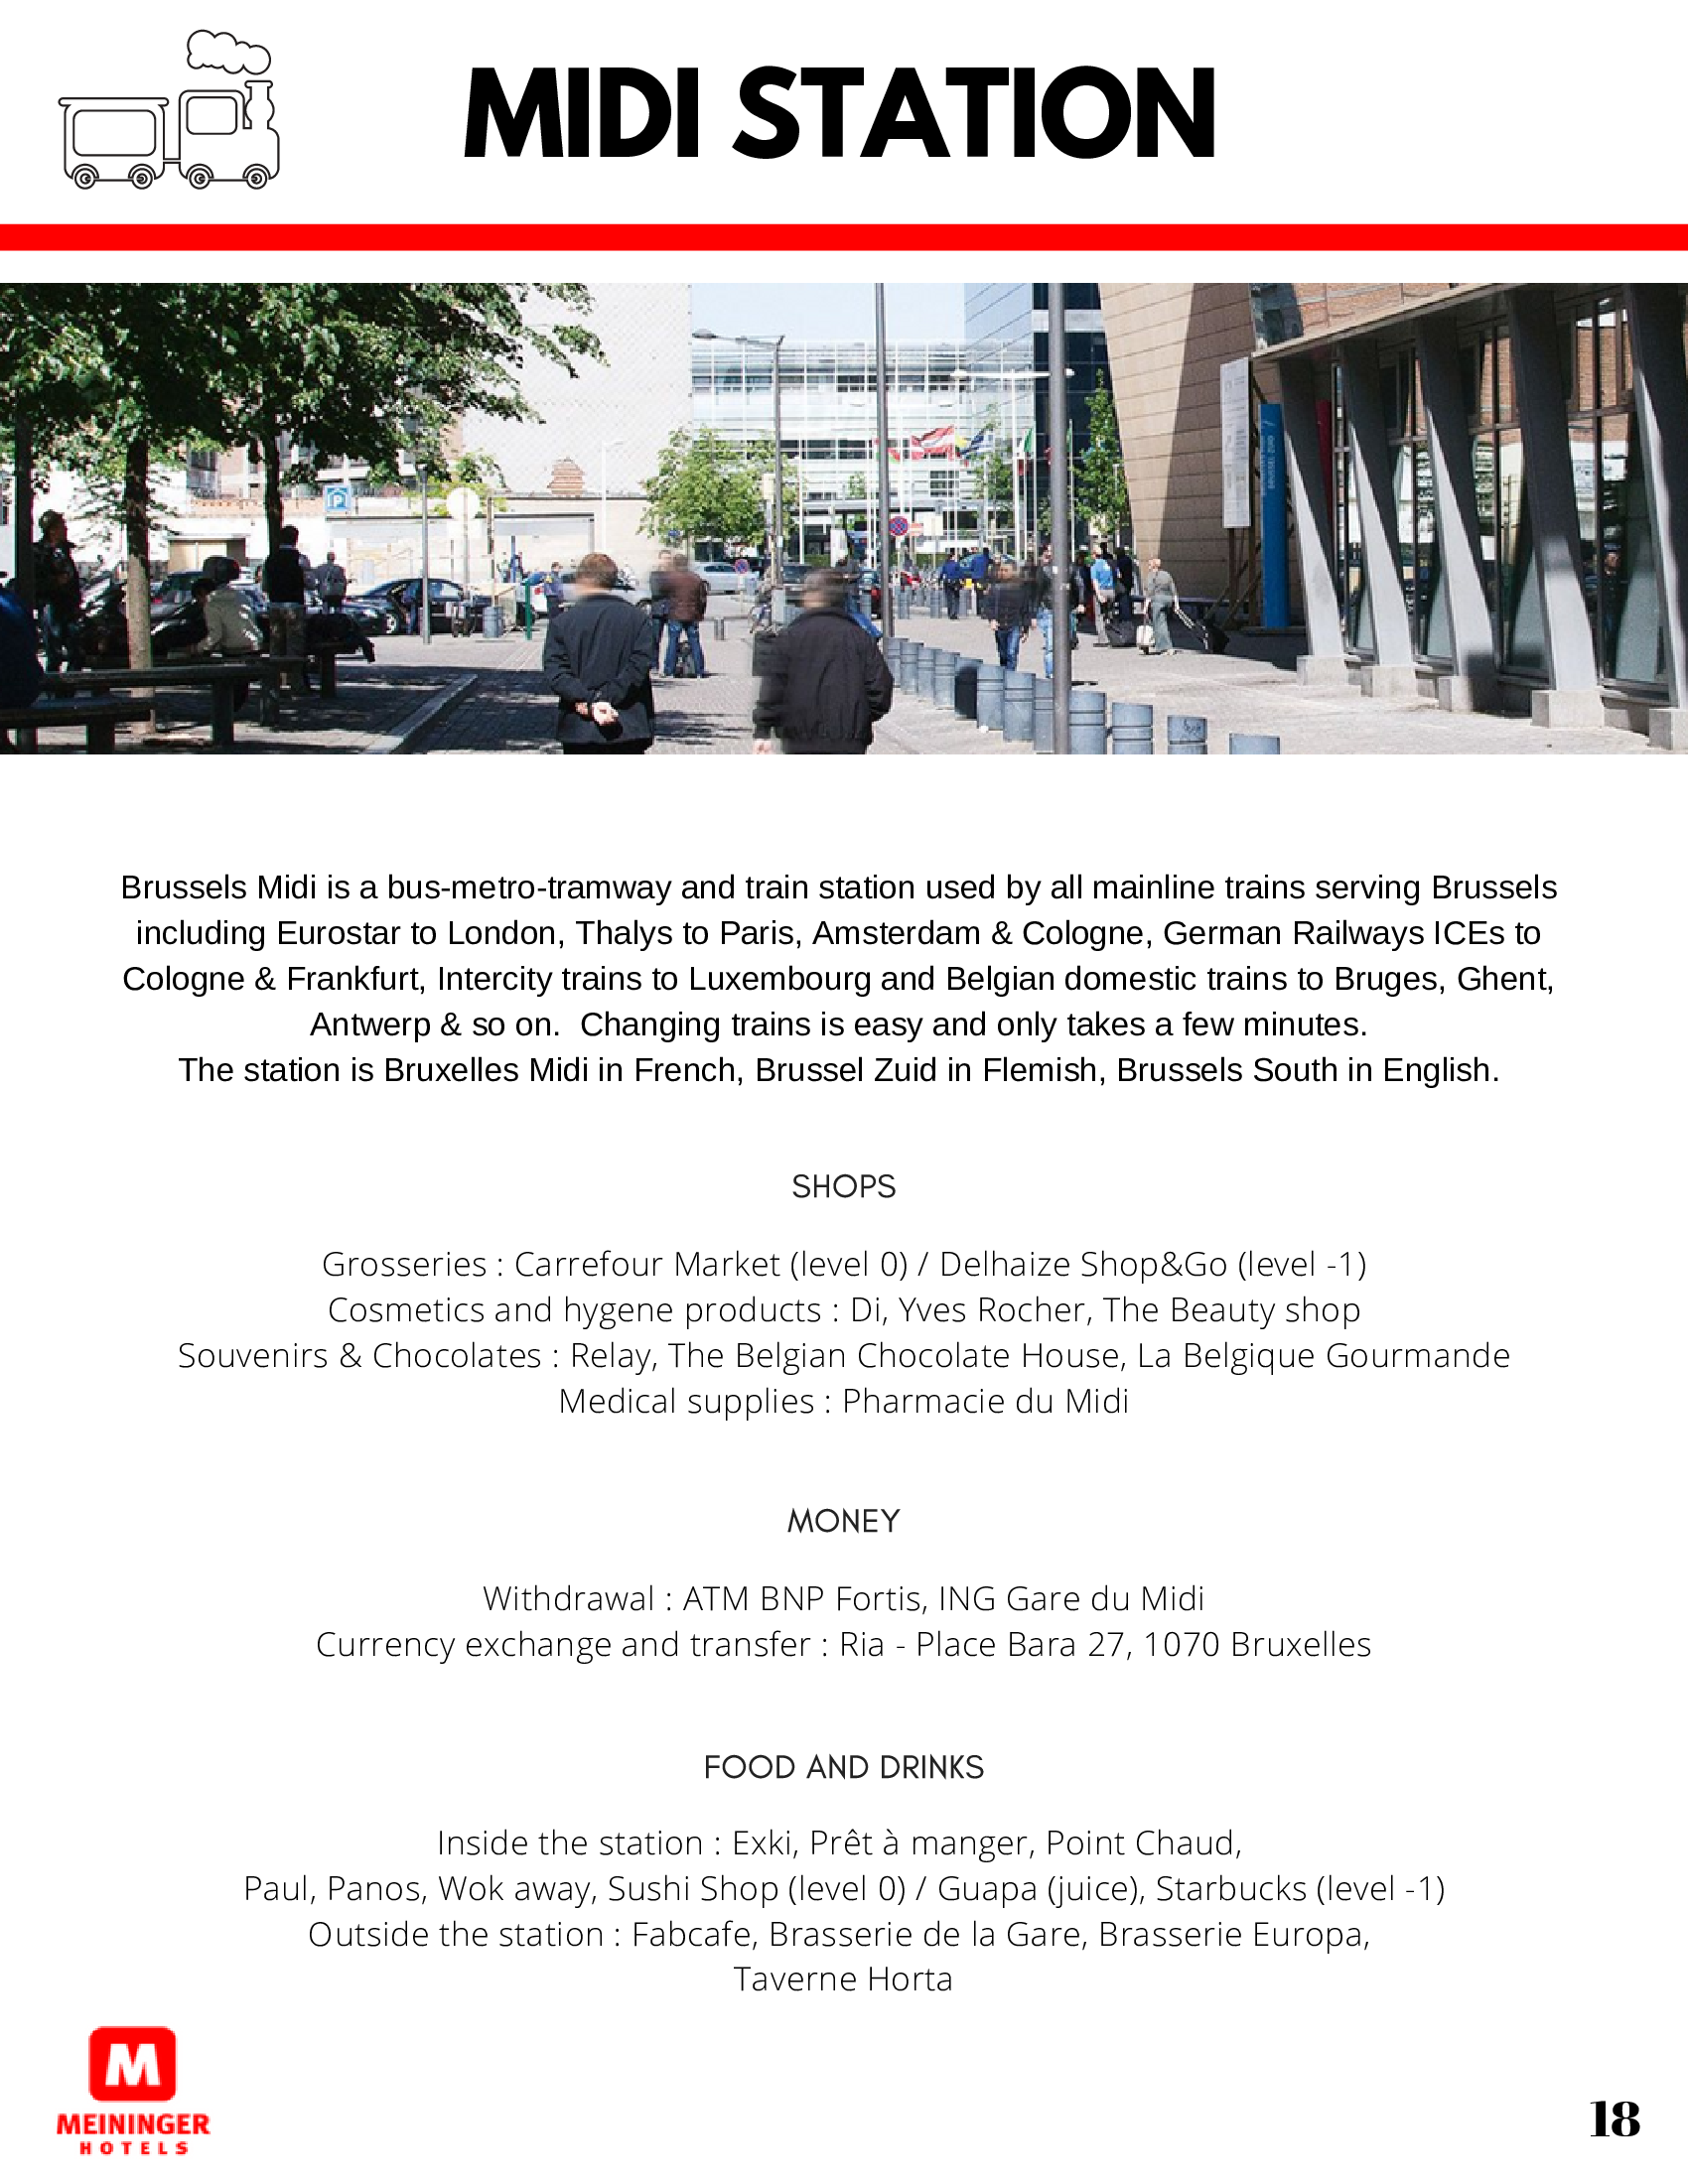 MIDI STATION
P
Brussels Midi is a bus-metro-tramway and train station used by all mainline trains serving Brussels
including Eurostar to London, Thalys to Paris, Amsterdam & Cologne, German Railways ICEs to
Cologne & Frankfurt, Intercity trains to Luxembourg and Belgian domestic trains to Bruges, Ghent,
Antwerp & so on.  Changing trains is easy and only takes a few minutes.
The station is Bruxelles Midi in French, Brussel Zuid in Flemish, Brussels South in English.
SHOPS
Grosseries : Carrefour Market (level 0) / Delhaize Shop&Go (level -1)
Cosmetics and hygene products : Di, Yves Rocher, The Beauty shop
Souvenirs & Chocolates : Relay, The Belgian Chocolate House, La Belgique Gourmande
Medical supplies : Pharmacie du Midi
MONEY
Withdrawal : ATM BNP Fortis, ING Gare du Midi
Currency exchange and transfer : Ria - Place Bara 27, 1070 Bruxelles
FOOD AND DRINKS
Inside the station : Exki, Prêt à manger, Point Chaud,
Paul, Panos, Wok away, Sushi Shop (level 0) / Guapa (juice), Starbucks (level -1)
Outside the station : Fabcafe, Brasserie de la Gare, Brasserie Europa,
Taverne Horta
M
MEININGER
HOTELS
18